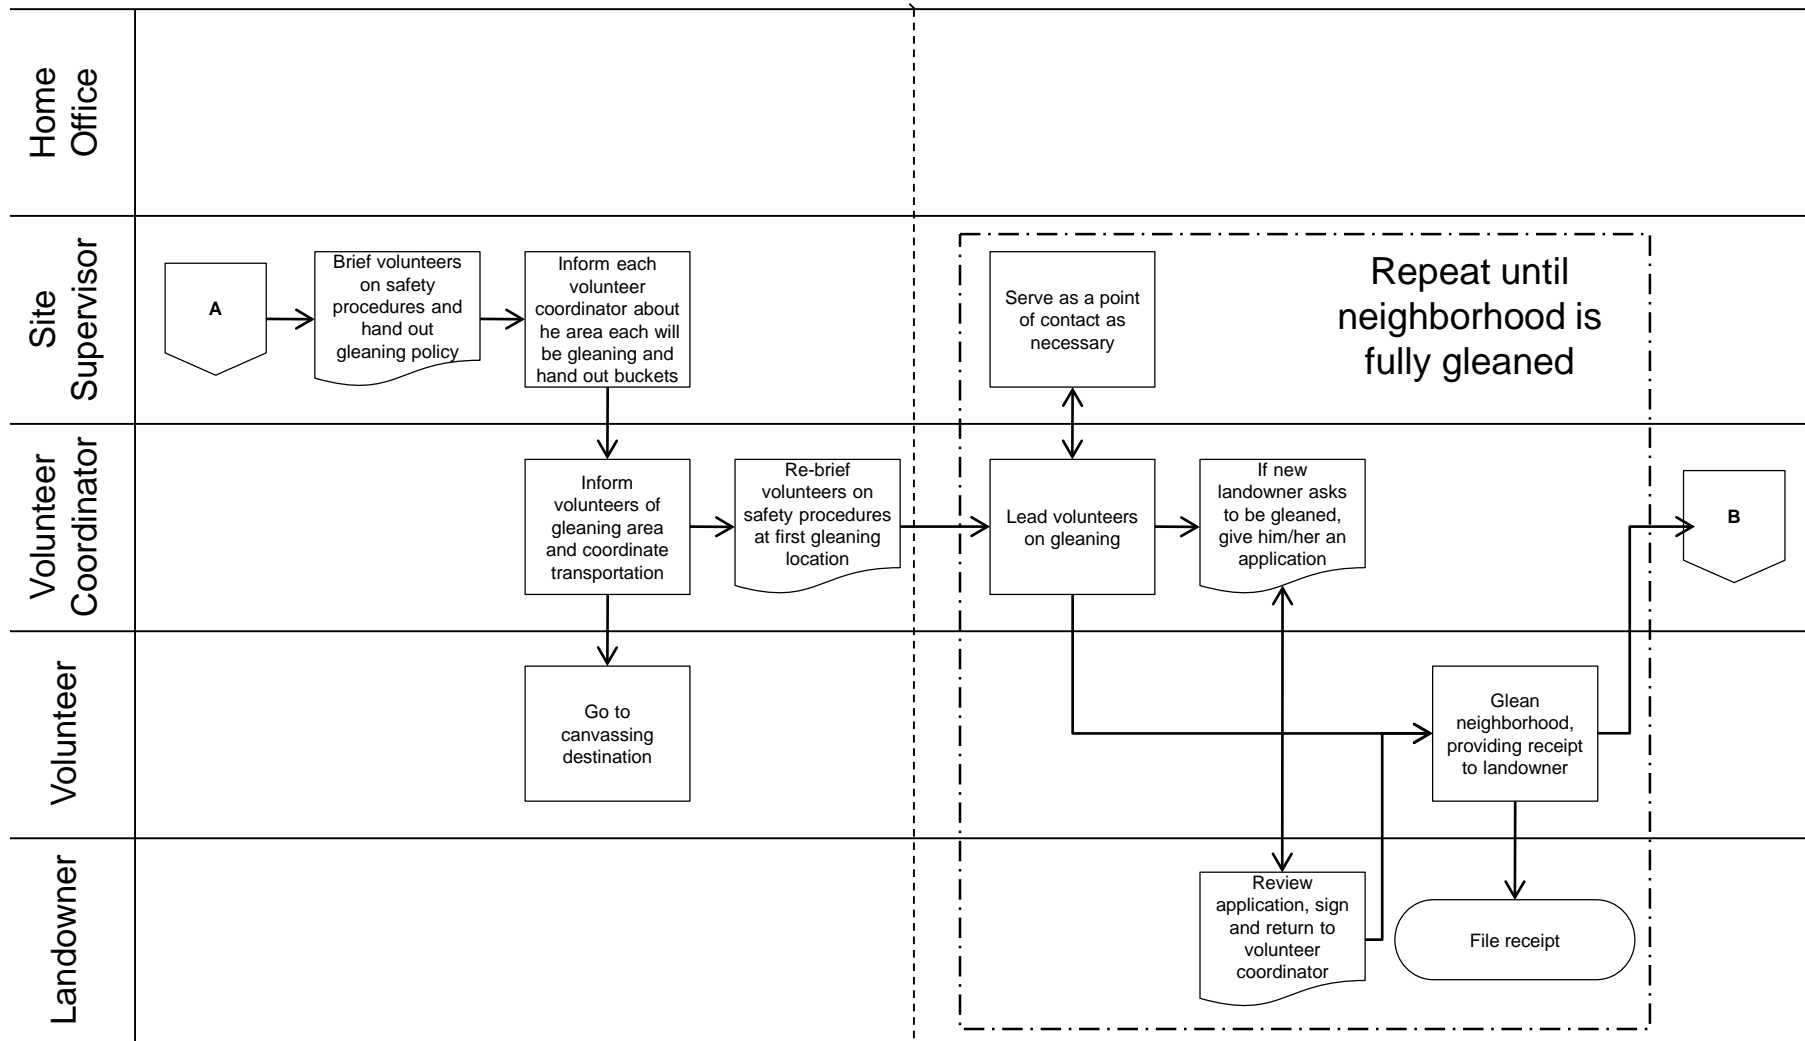 Home
Office
Site
Supervisor
A
Brief volunteers
on safety
procedures and
hand out
gleaning policy
Inform each
volunteer
coordinator about
he area each will
be gleaning and
hand out buckets
Serve as a point
of contact as
necessary
Repeat until
neighborhood is
fully gleaned
Volunteer
Coordinator
Inform
volunteers of
gleaning area
and coordinate
transportation
Re-brief
volunteers on
safety procedures
at first gleaning
location
Lead volunteers
on gleaning
If new
landowner asks
to be gleaned,
give him/her an
application
B
Volunteer
Go to
canvassing
destination
Glean
neighborhood,
providing receipt
to landowner
Landowner
Review
application, sign
and return to
volunteer
coordinator
File receipt